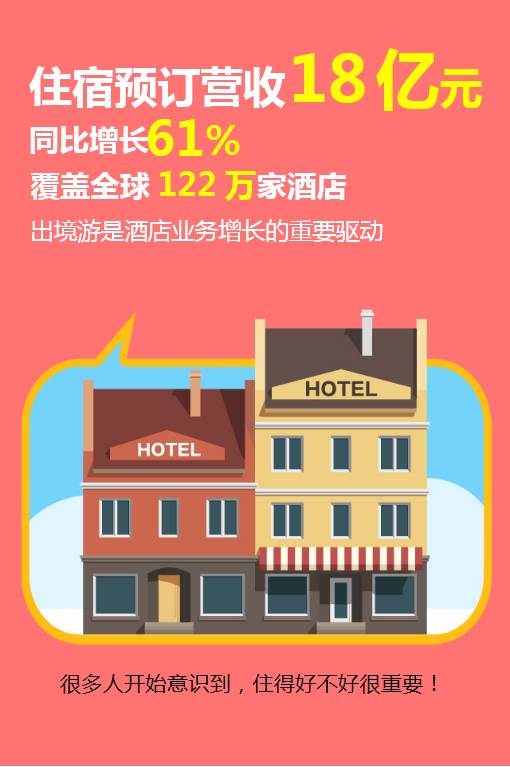 住宿预订营收18亿元
同比增长61%
覆盖全球 122 万家酒店
出境游是酒店业务增长的重要驱动
HOTEL
HOTEL
很多人开始意识到，住得好不好很重要！